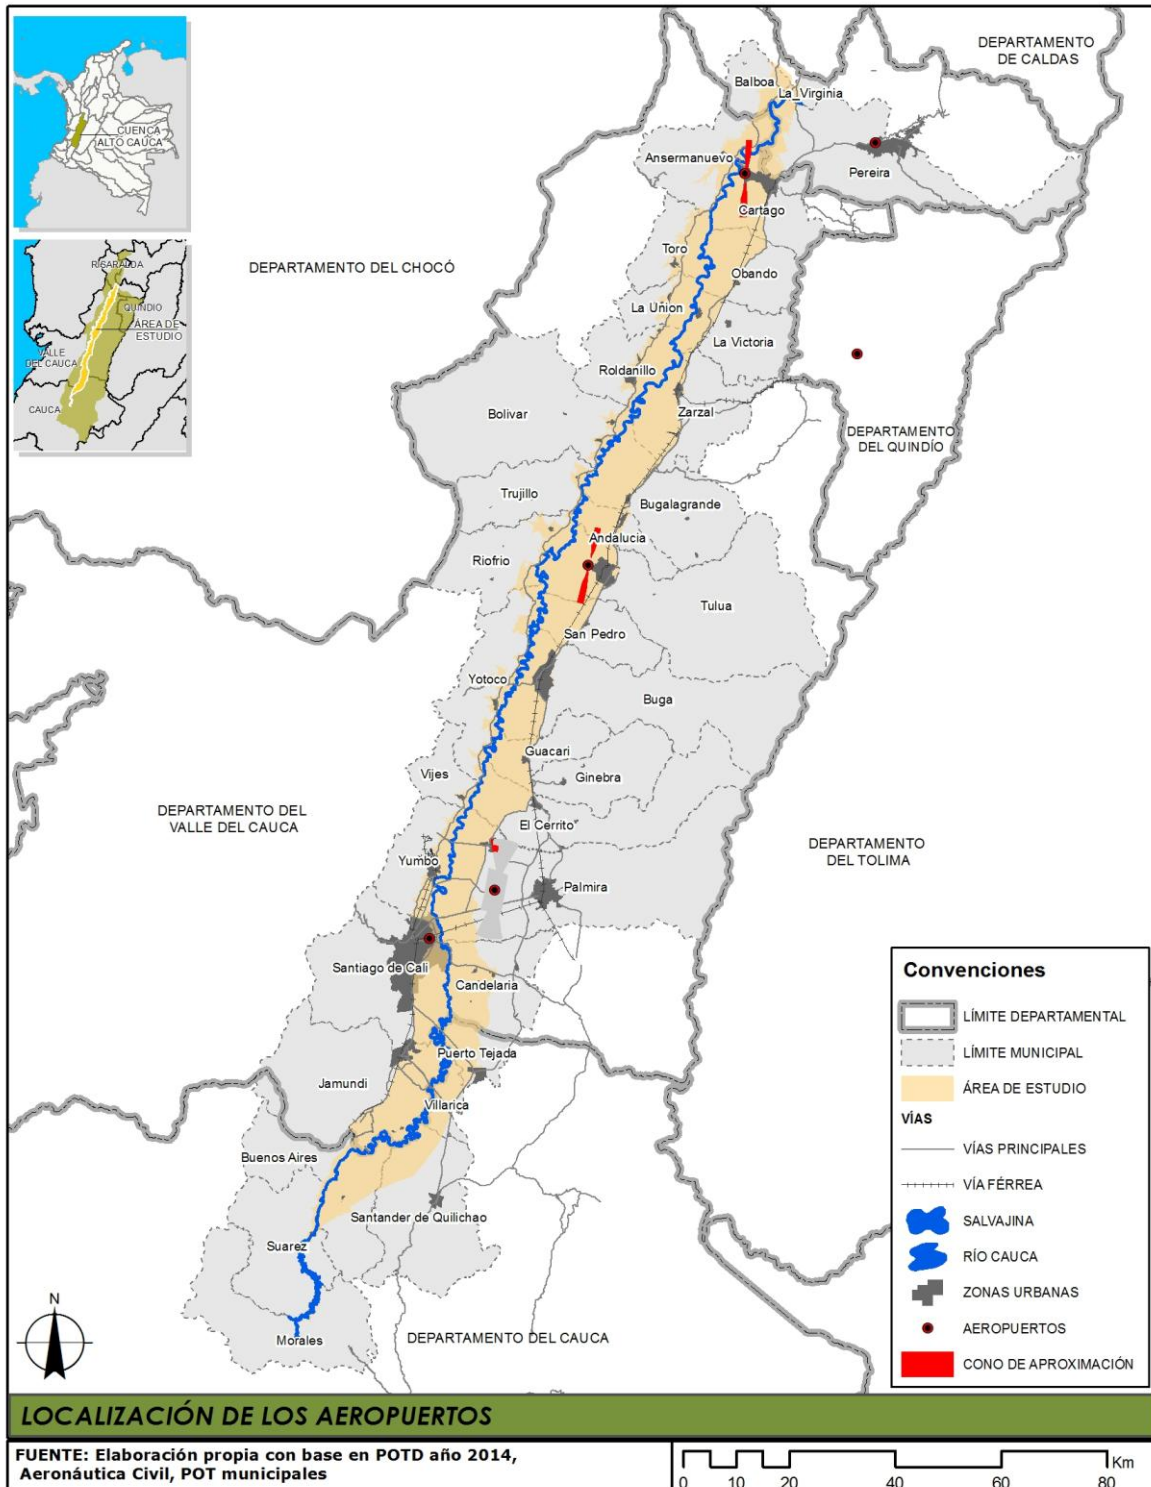 CUENCA
ALTO CAUCA
RISARALDA
QUINDIO
ÁREA DE
ESTUDIO
VALLE
DEL CAUCA
CAUCA
DEPARTAMENTO
DE CALDAS
Balboa
La_Virginia
Ansermanuevo
Pereira
Cartago
DEPARTAMENTO DEL CHOCÓ
Toro
Obando
La Union
La Victoria
Roldanillo
Bolivar
Zarzal
DEPARTAMENTO
DEL QUINDÍO
Trujillo
Bugalagrande
Andalucia
Riofrio
Tulua
San Pedro
Yotoco
Buga
Guacari
Vijes
Ginebra
DEPARTAMENTO DEL
VALLE DEL CAUCA
El Cerrito
DEPARTAMENTO
DEL TOLIMA
Yumbo
Palmira
Santiago de Cali
Candelaria
Puerto Tejada
Jamundi
Villarica
Buenos Aires
Santander de Quilichao
Suarez
Morales
DEPARTAMENTO DEL CAUCA
N
Convenciones
LÍMITE DEPARTAMENTAL
LÍMITE MUNICIPAL
ÁREA DE ESTUDIO
VÍAS
VÍAS PRINCIPALES
VÍA FÉRREA
SALVAJINA
RÍO CAUCA
ZONAS URBANAS
AEROPUERTOS
CONO DE APROXIMACIÓN
LOCALIZACIÓN DE LOS AEROPUERTOS
FUENTE: Elaboración propia con base en POTD año 2014,
Aeronáutica Civil, POT municipales
Km
0 10 20 40 60 80